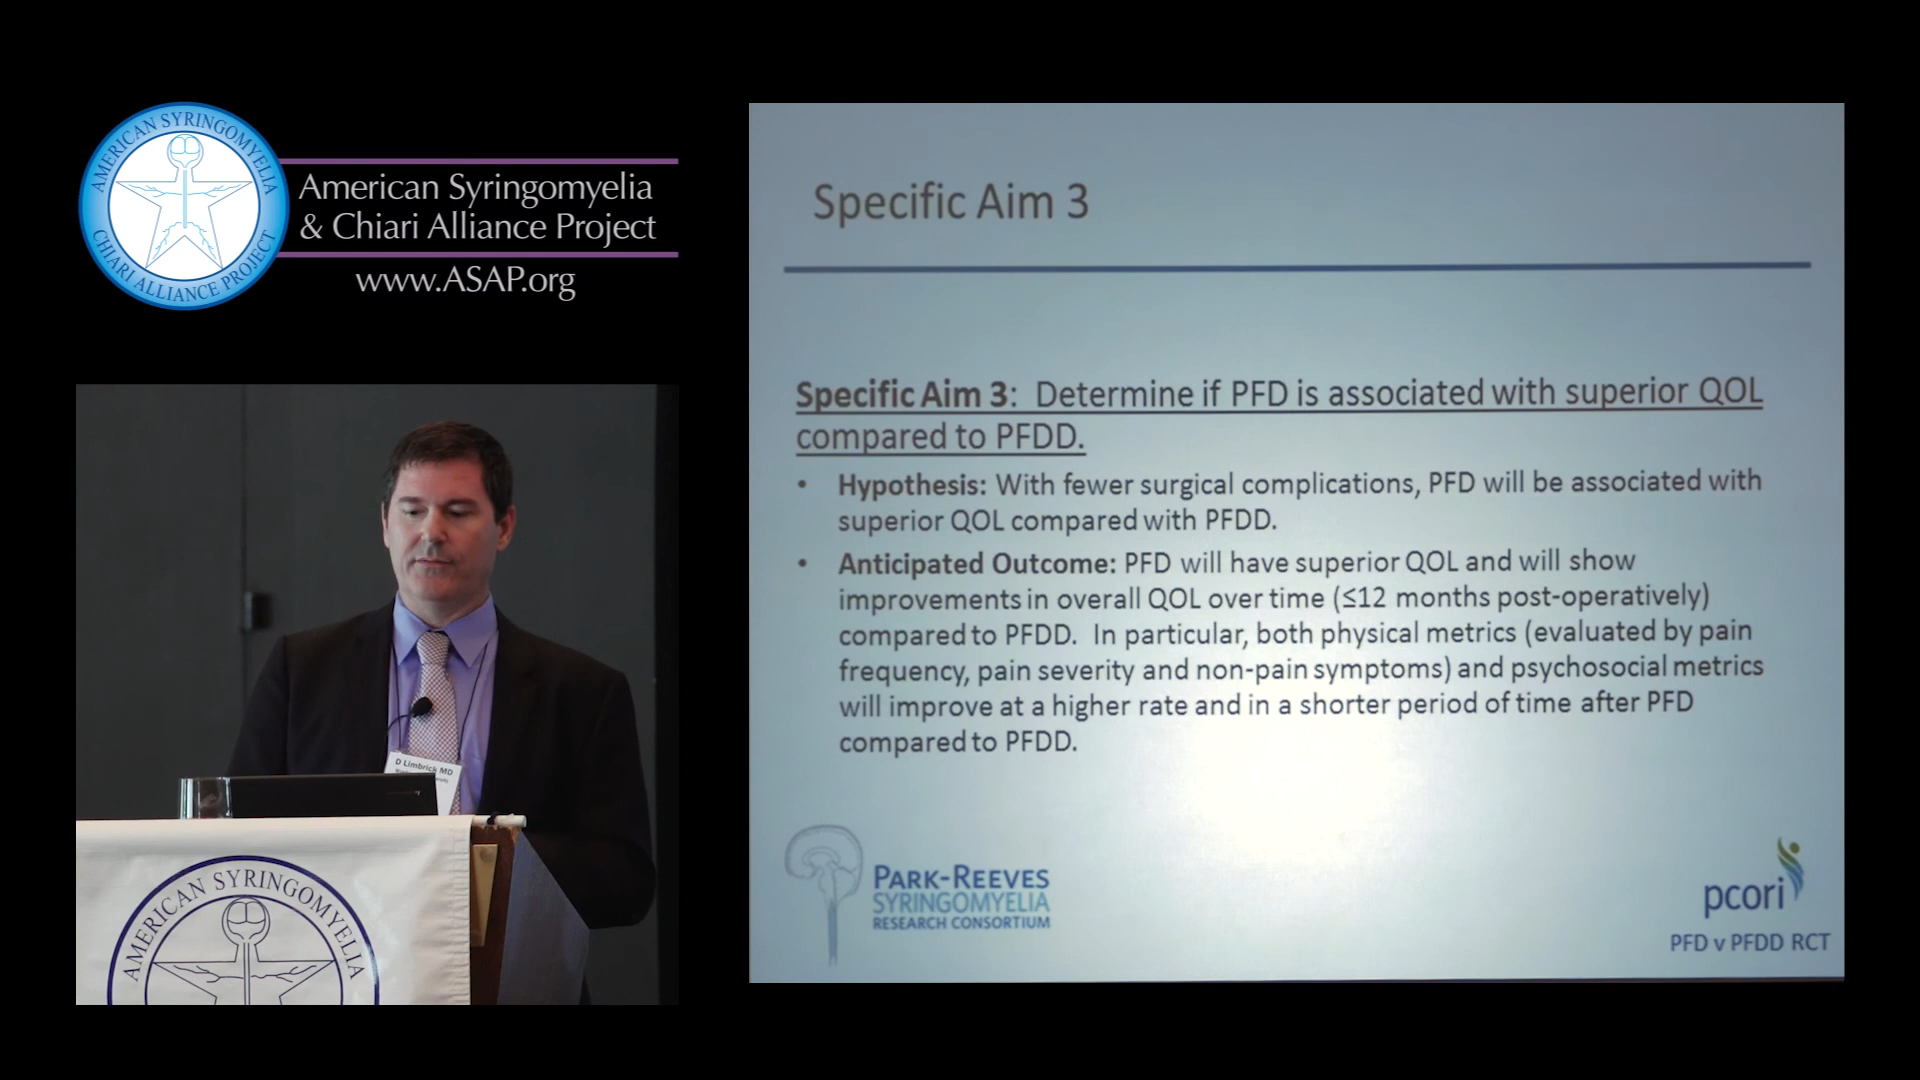 AMERICAN SYRINGOMYELIA
CHIARI ALLIANCE PROJECT
American Syringomyelia
& Chiari Alliance Project
www.ASAP.org
D Limbrick MD
AMERICAN SYRINGOMYELIA
Specific Aim 3
Specific Aim 3: Determine if PFD is associated with superior QOL
compared to PFDD.
• Hypothesis: With fewer surgical complications, PFD will be associated with
superior QOL compared with PFDD.
• Anticipated Outcome: PFD will have superior QOL and will show
improvements in overall QOL over time (≤12 months post-operatively)
compared to PFDD. In particular, both physical metrics (evaluated by pain
frequency, pain severity and non-pain symptoms) and psychosocial metrics
will improve at a higher rate and in a shorter period of time after PFD
compared to PFDD.
PARK-REEVES
SYRINGOMYELIA
RESEARCH CONSORTIUM
pcori
PFD v PFDD RCT